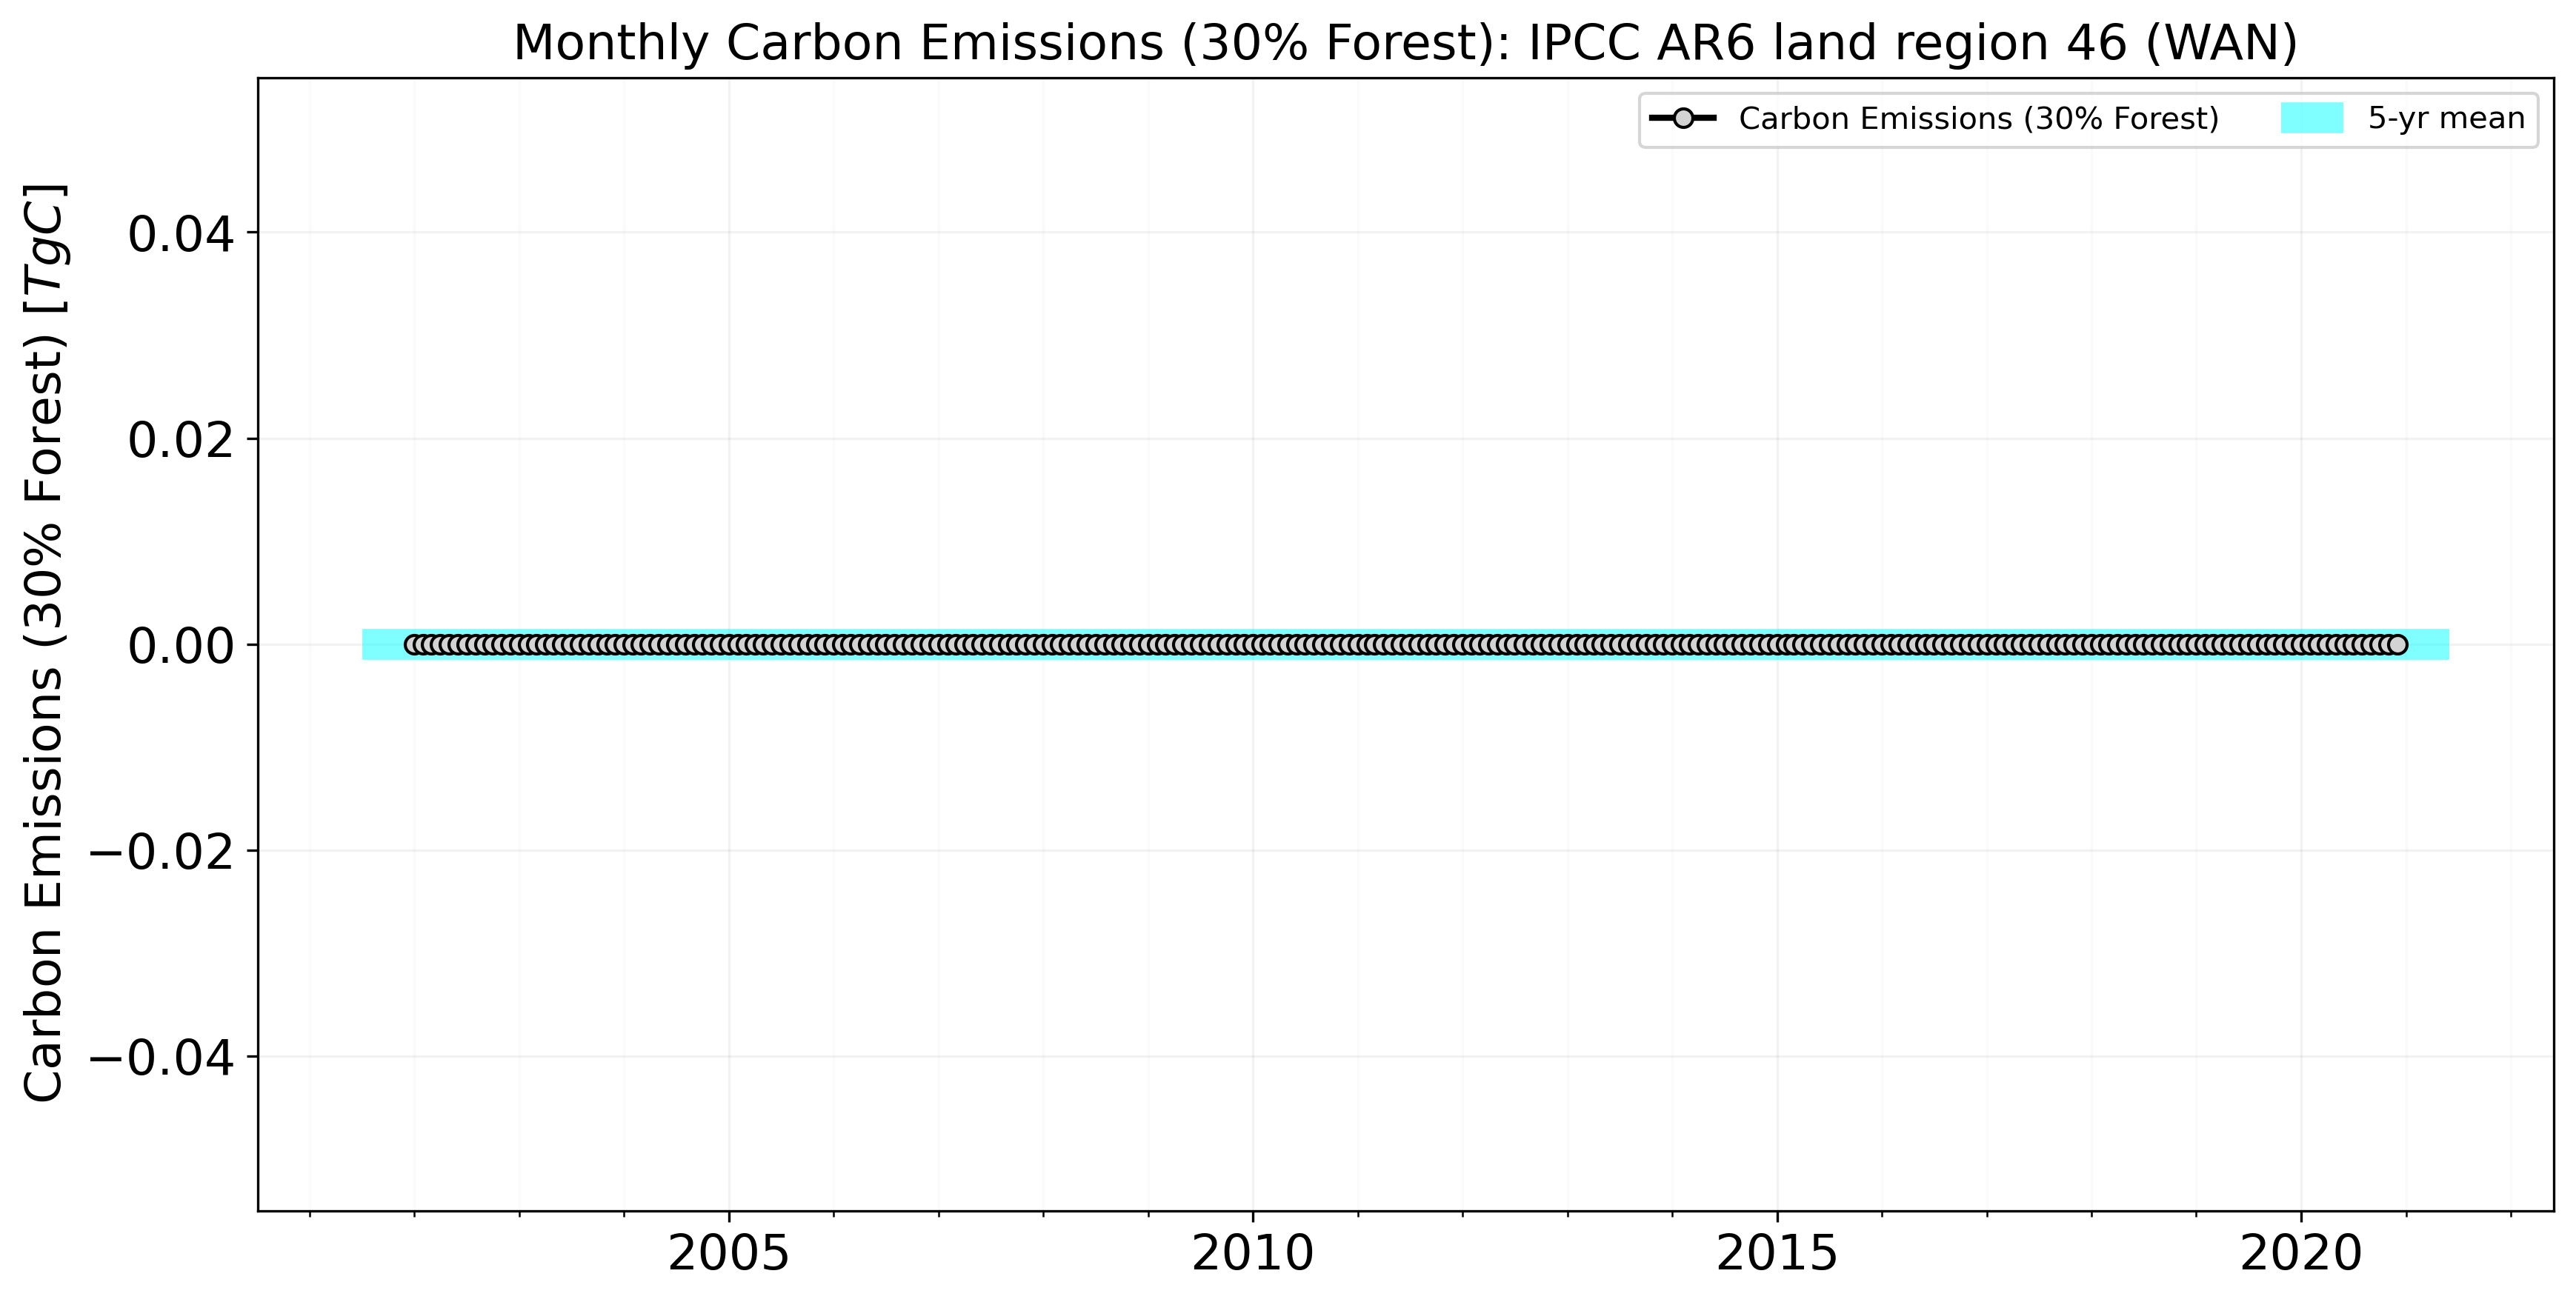 Monthly Carbon Emissions (30% Forest): IPCC AR6 land region 46 (WAN)
Carbon Emissions (30% Forest)
5-yr mean
Carbon Emissions (30% Forest) [TgC]
0.04
0.02
0.00
−0.02
−0.04
2005
2010
2015
2020